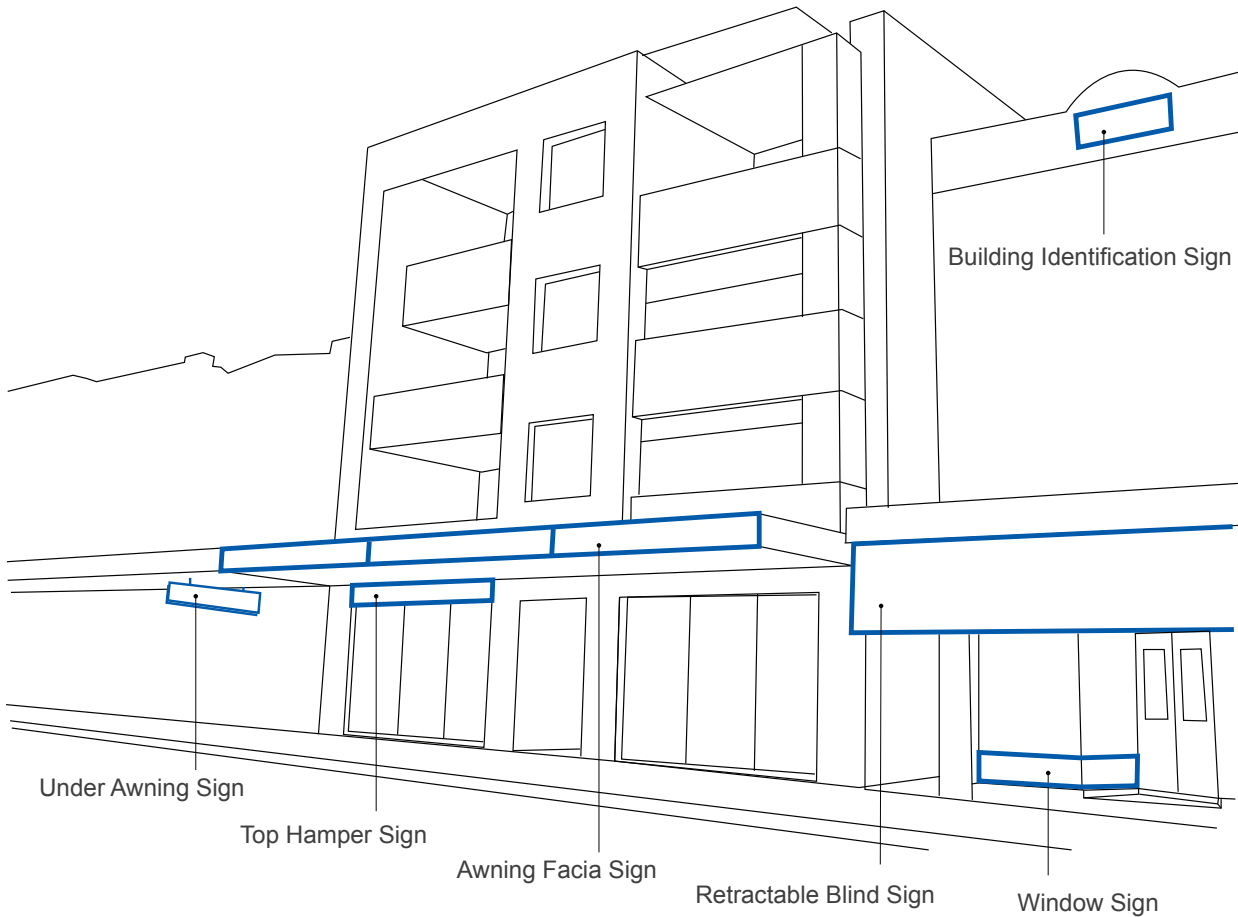 Building Identification Sign
Under Awning Sign
Top Hamper Sign
Awning Facia Sign
Retractable Blind Sign
Window Sign